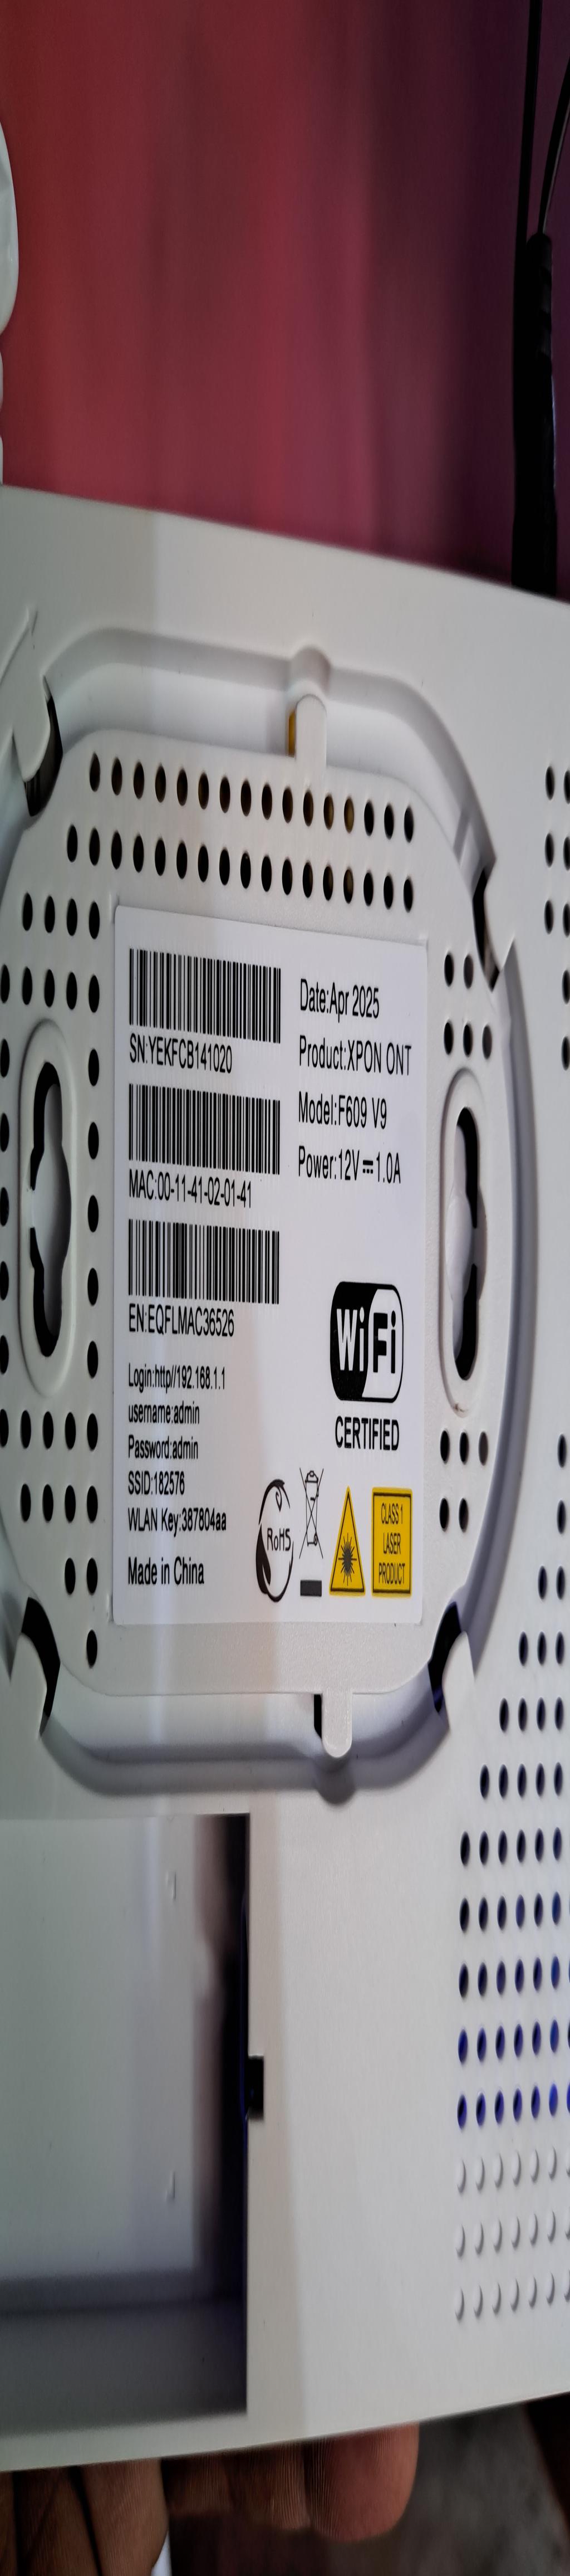 Date:Apr 2025
Product:XPON ONT
Model:F609 V9
Power:12V⎓1.0A
SN:YEKFCB141020
MAC:00-11-41-02-01-41
EN:EQFLMAC36526
Login:http//192.168.1.1
username:admin
Password:admin
SSID:182576
WLAN Key:387804aa
Made in China
Wi Fi
CERTIFIED
RoHS
CLASS 1
LASER
PRODUCT